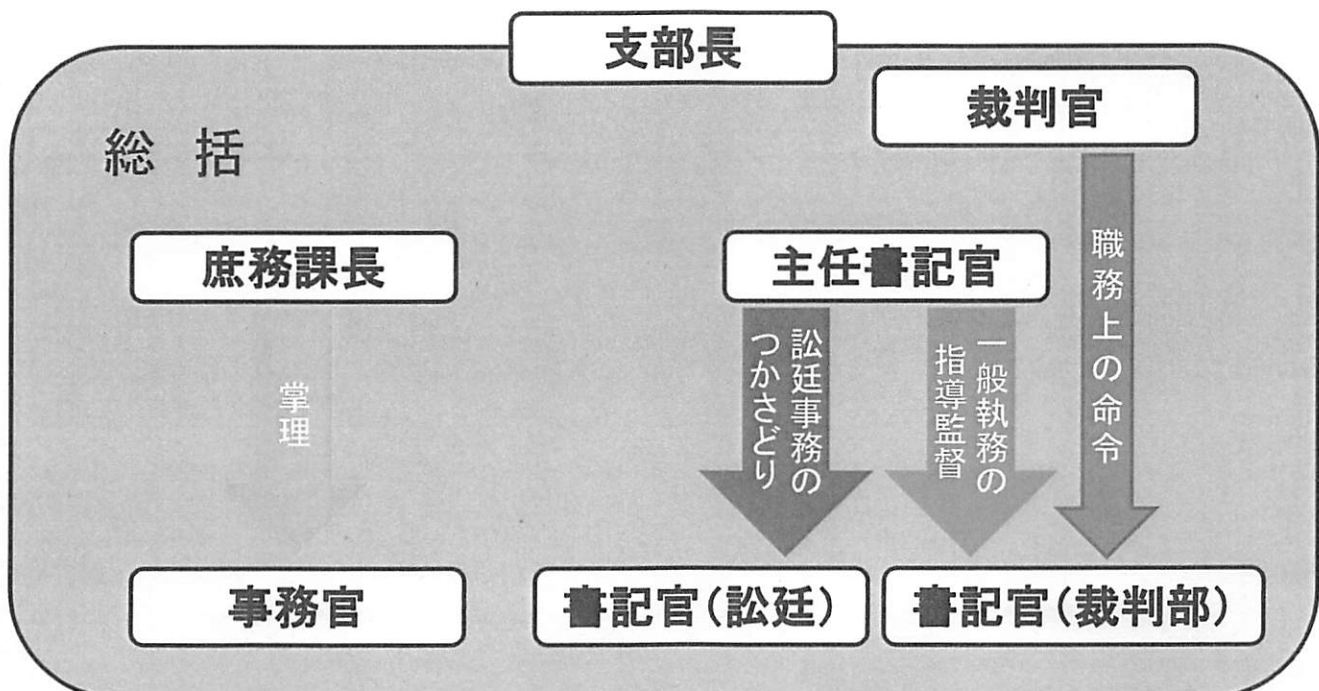 支部長
裁判官
総 括
庶務課長
主任書記官
掌理
訟廷事務の
つかさどり
一般執務の
指導監督
職務上の命令
事務官
書記官(訟廷)
書記官(裁判部)